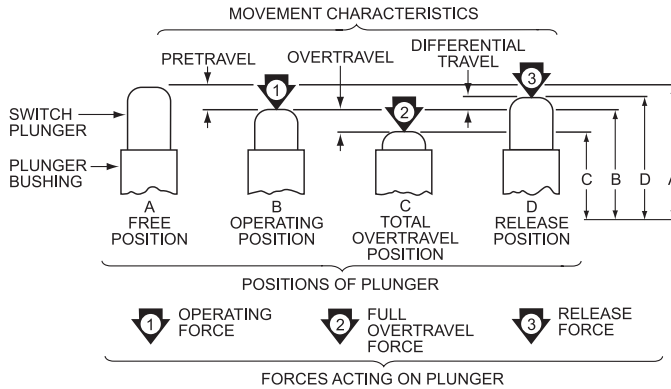 MOVEMENT CHARACTERISTICS
PRETRAVEL
OVERTRAVEL
DIFFERENTIAL
TRAVEL
1
2
3
SWITCH
PLUNGER
PLUNGER
BUSHING
C
B
D
A
A
FREE
POSITION
B
OPERATING
POSITION
C
TOTAL
OVERTRAVEL
POSITION
D
RELEASE
POSITION
POSITIONS OF PLUNGER
1 OPERATING
FORCE
2 FULL
OVERTRAVEL
FORCE
3 RELEASE
FORCE
FORCES ACTING ON PLUNGER